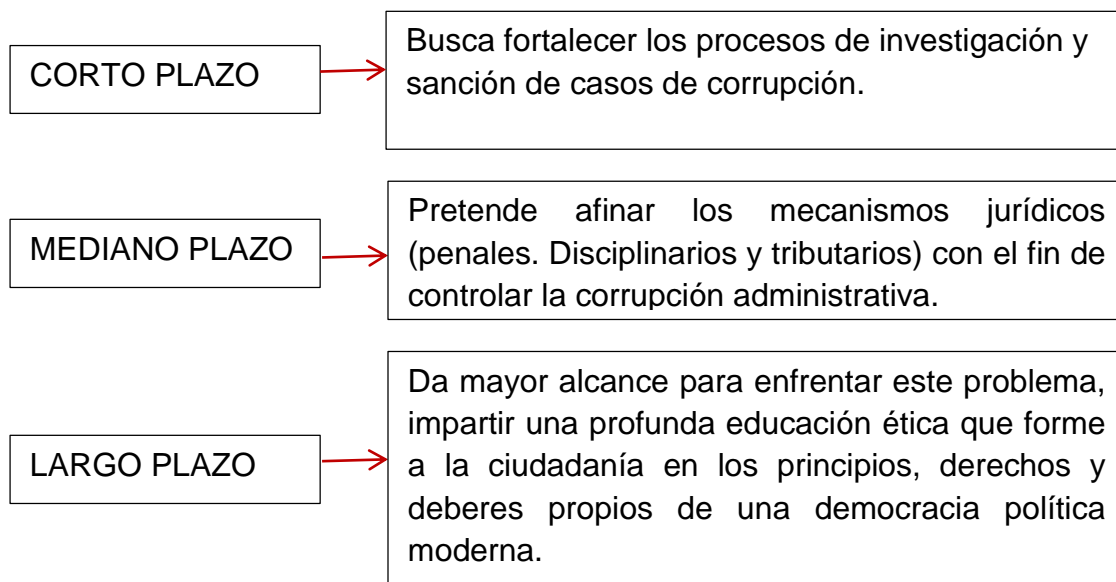 CORTO PLAZO
Busca fortalecer los procesos de investigación y
sanción de casos de corrupción.
MEDIANO PLAZO
Pretende afinar los mecanismos jurídicos
(penales. Disciplinarios y tributarios) con el fin de
controlar la corrupción administrativa.
LARGO PLAZO
Da mayor alcance para enfrentar este problema,
impartir una profunda educación ética que forme
a la ciudadanía en los principios, derechos y
deberes propios de una democracia política
moderna.